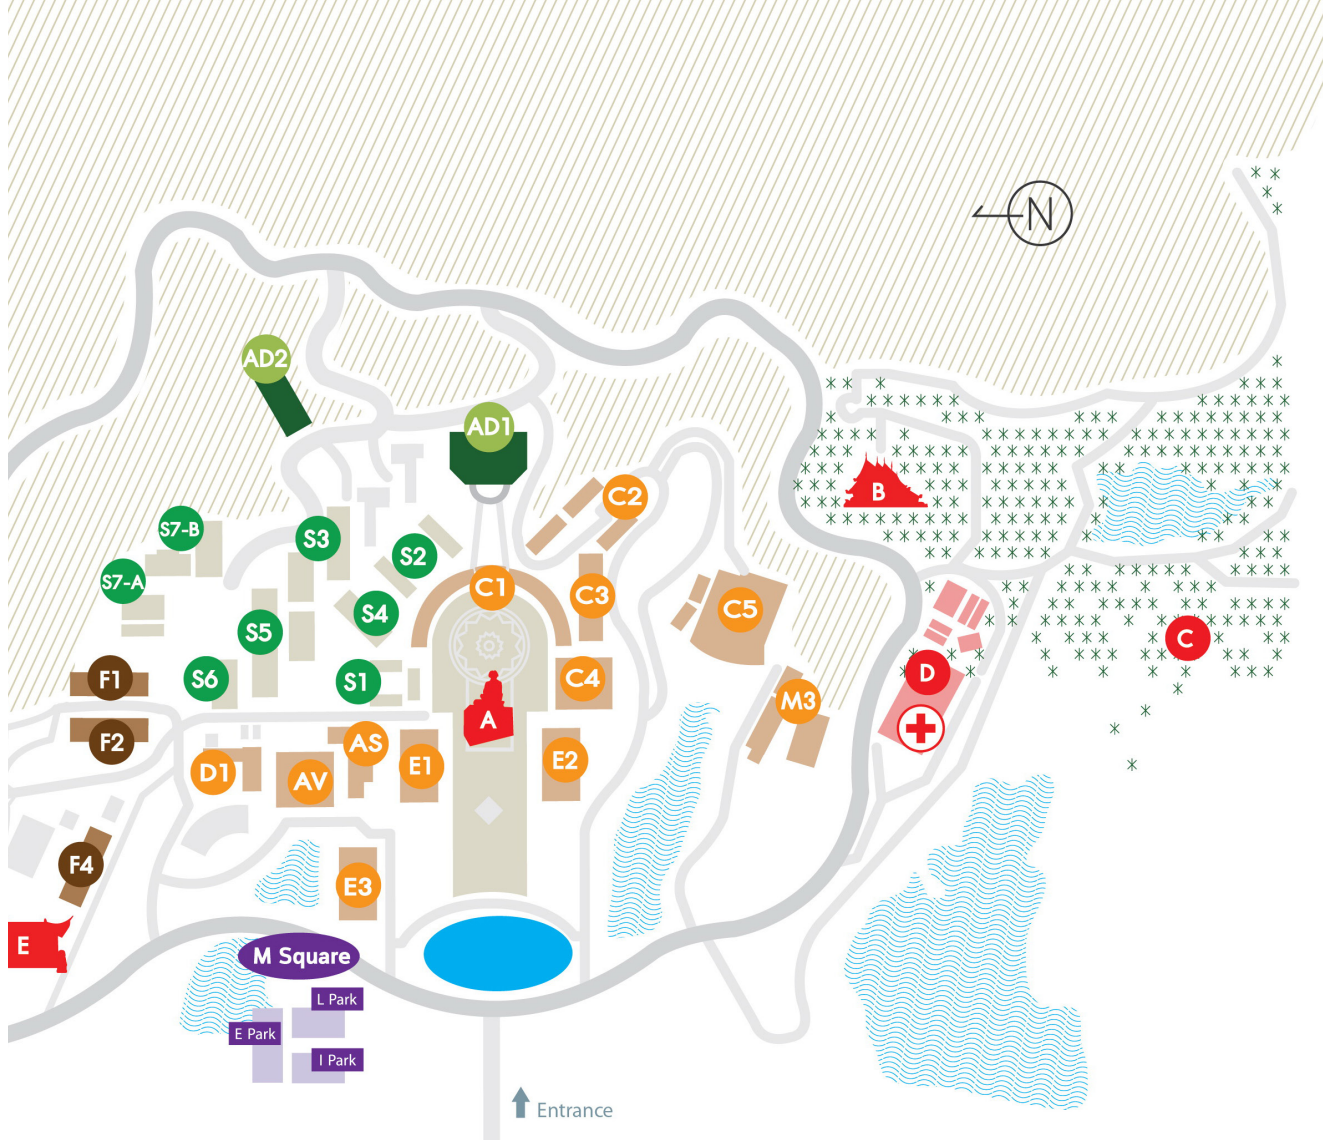 N
AD2
AD1
B
C2
S7-B
S3
S2
S7-A
C1
C3
C5
S4
S5
C
F1
S6
S1
C4
D
M3
A
F2
AS
E2
E1
D1
AV
F4
E3
E
M Square
L Park
E Park
I Park
Entrance